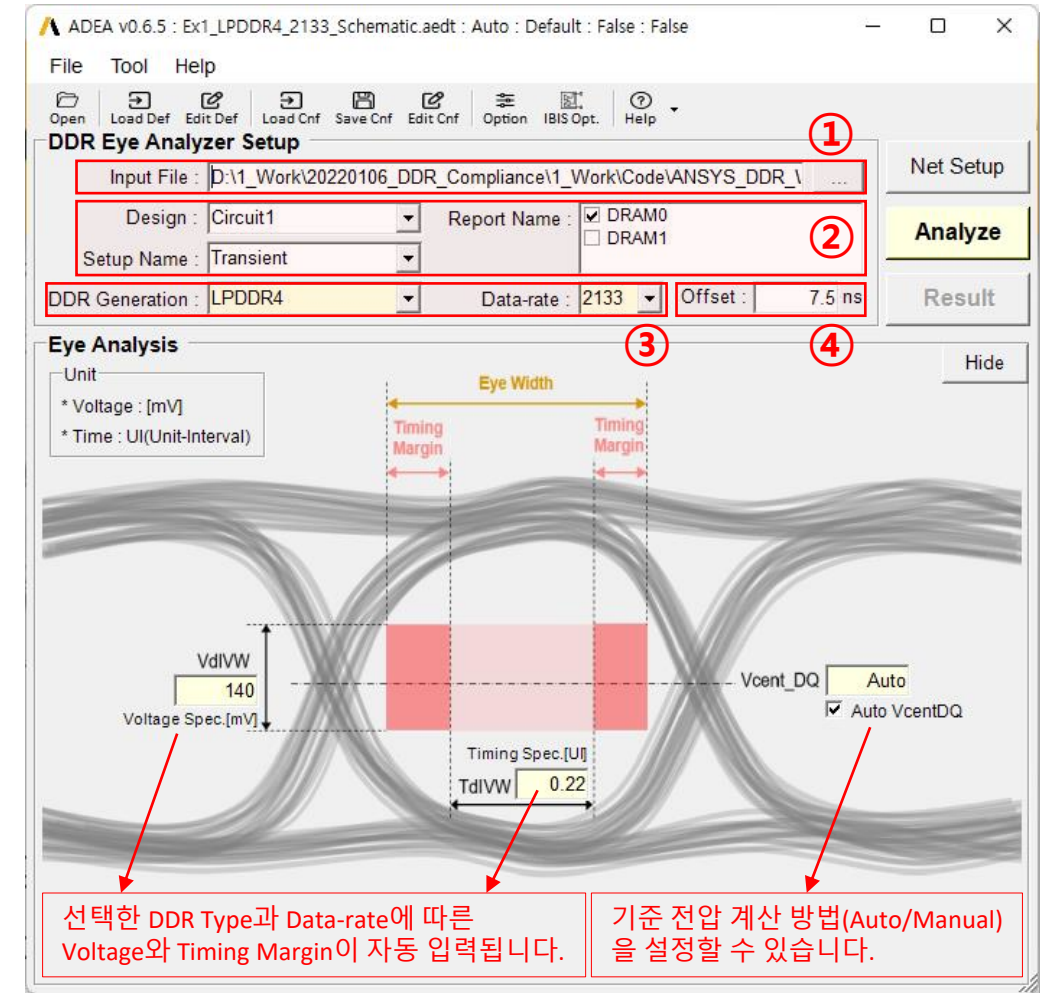 ADEA v0.6.5 : Ex1_LPDDR4_2133_Schematic.aedt : Auto : Default : False : False
File Tool Help
Open Load Def Edit Def Load Cnf Save Cnf Edit Cnf Option IBIS Opt. Help
DDR Eye Analyzer Setup
①
Input File : D:\1_Work\20220106_DDR_Compliance\1_Work\Code\ANSYS_DDR_\ ...
Net Setup
Design : Circuit1
Report Name : DRAM0
DRAM1
②
Analyze
Setup Name : Transient
DDR Generation : LPDDR4 Data-rate : 2133 Offset : 7.5 ns
Result
③ ④
Eye Analysis
Hide
Unit
* Voltage : [mV]
* Time : UI(Unit-Interval)
Eye Width
Timing Margin
Timing Margin
VdIVW
140
Voltage Spec.[mV]
Vcent_DQ Auto
Auto VcentDQ
Timing Spec.[UI]
TdIVW 0.22
선택한 DDR Type과 Data-rate에 따른
Voltage와 Timing Margin이 자동 입력됩니다.
기준 전압 계산 방법(Auto/Manual)
을 설정할 수 있습니다.